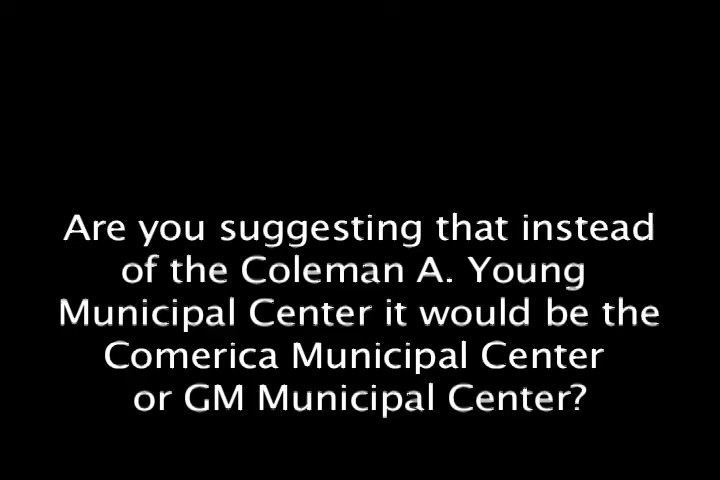 Are you suggesting that instead
of the Coleman A. Young
Municipal Center it would be the
Comerica Municipal Center
or GM Municipal Center?